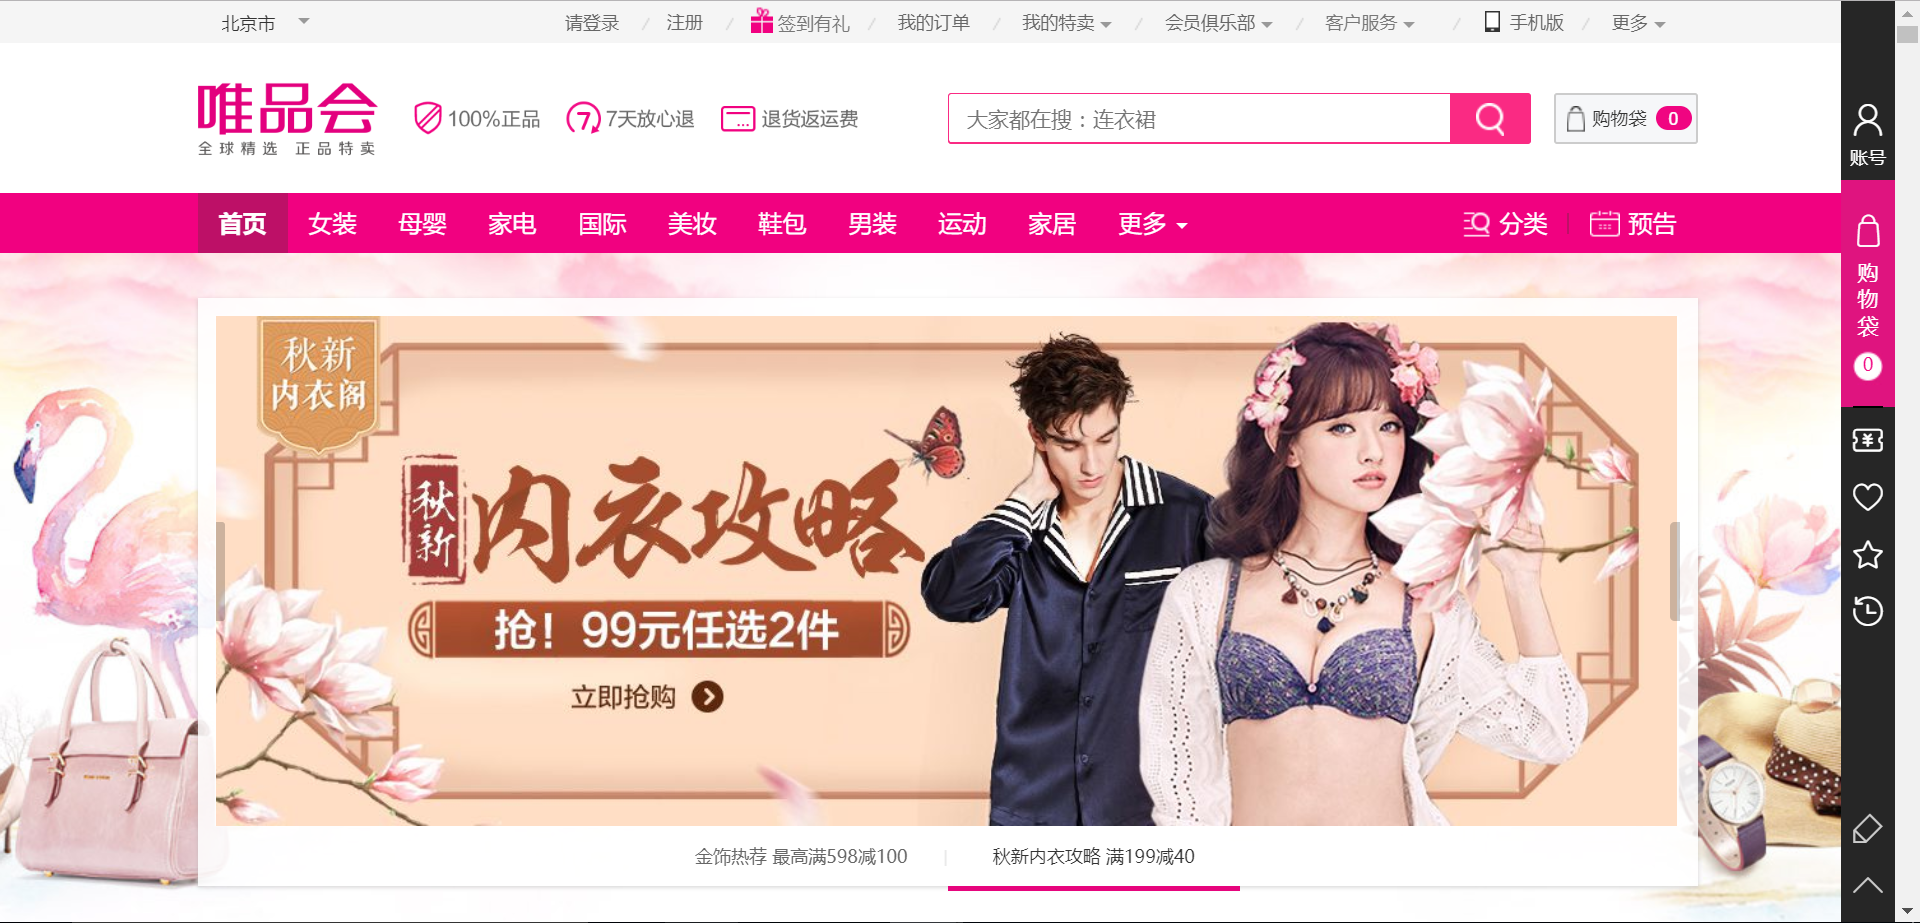 北京市
请登录
注册
签到有礼
我的订单
我的特卖
会员俱乐部
客户服务
手机版
更多
唯品会
全球精选 正品特卖
100%正品
7天放心退
退货返运费
大家都在搜：连衣裙
购物袋 0
账号
首页 女装 母婴 家电 国际 美妆 鞋包 男装 运动 家居 更多
分类
预告
购物袋
0
秋新
内衣阁
秋新
内衣攻略
抢！99元任选2件
立即抢购
金饰热荐 最高满598减100
秋新内衣攻略 满199减40